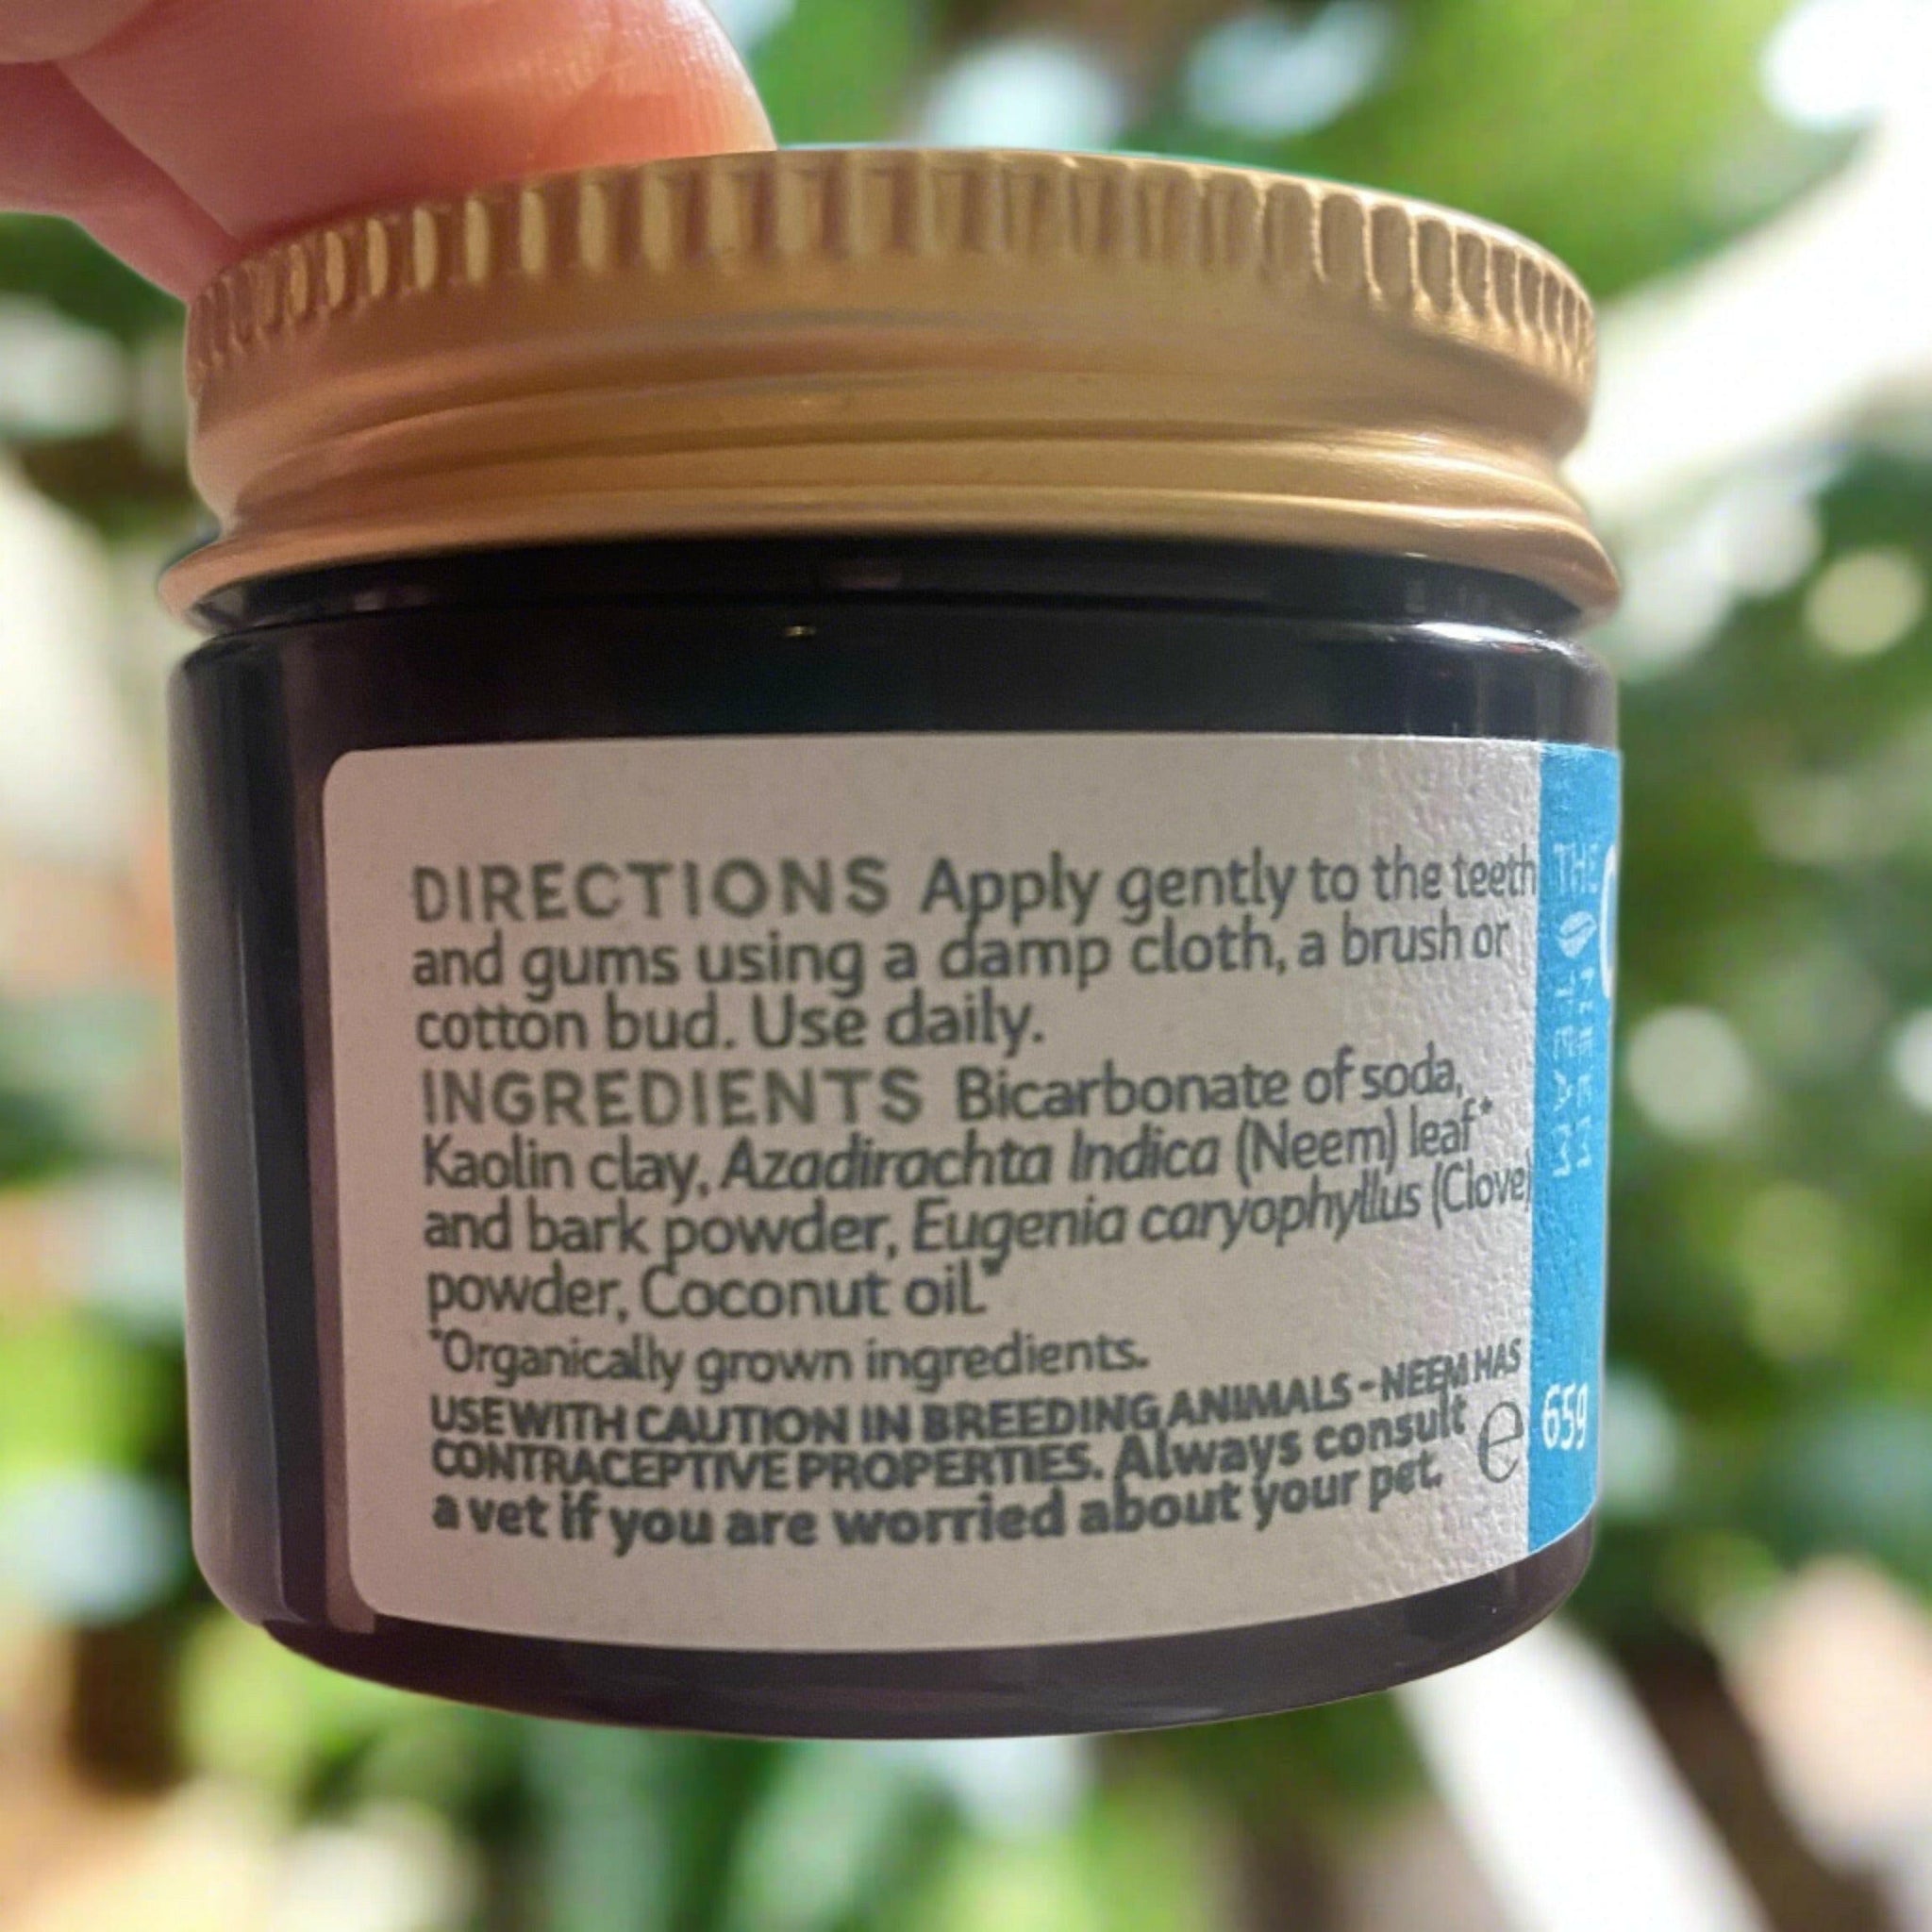 DIRECTIONS Apply gently to the teeth
and gums using a damp cloth, a brush or
cotton bud. Use daily.
INGREDIENTS Bicarbonate of soda,
Kaolin clay, Azadirachta Indica (Neem) leaf*
and bark powder, Eugenia caryophyllus (Clove)
powder, Coconut oil*
*Organically grown ingredients.
USE WITH CAUTION IN BREEDING ANIMALS - NEEM HAS
CONTRACEPTIVE PROPERTIES. Always consult
a vet if you are worried about your pet.
e 65g
THE
NEEM
TEAM